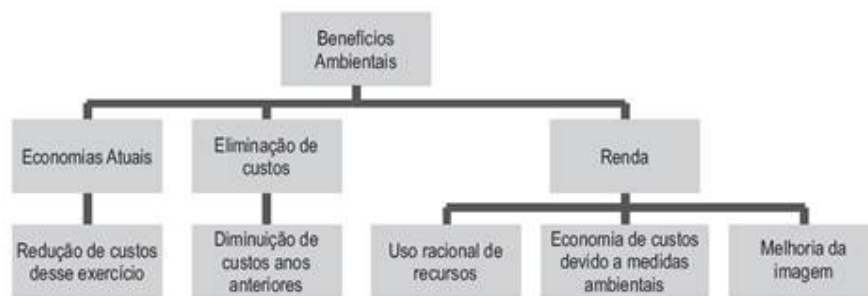 Benefícios
Ambientais
Economias Atuais
Eliminação de
custos
Renda
Redução de custos
desse exercício
Diminuição de
custos anos
anteriores
Uso racional de
recursos
Economia de custos
devido a medidas
ambientais
Melhoria da
imagem